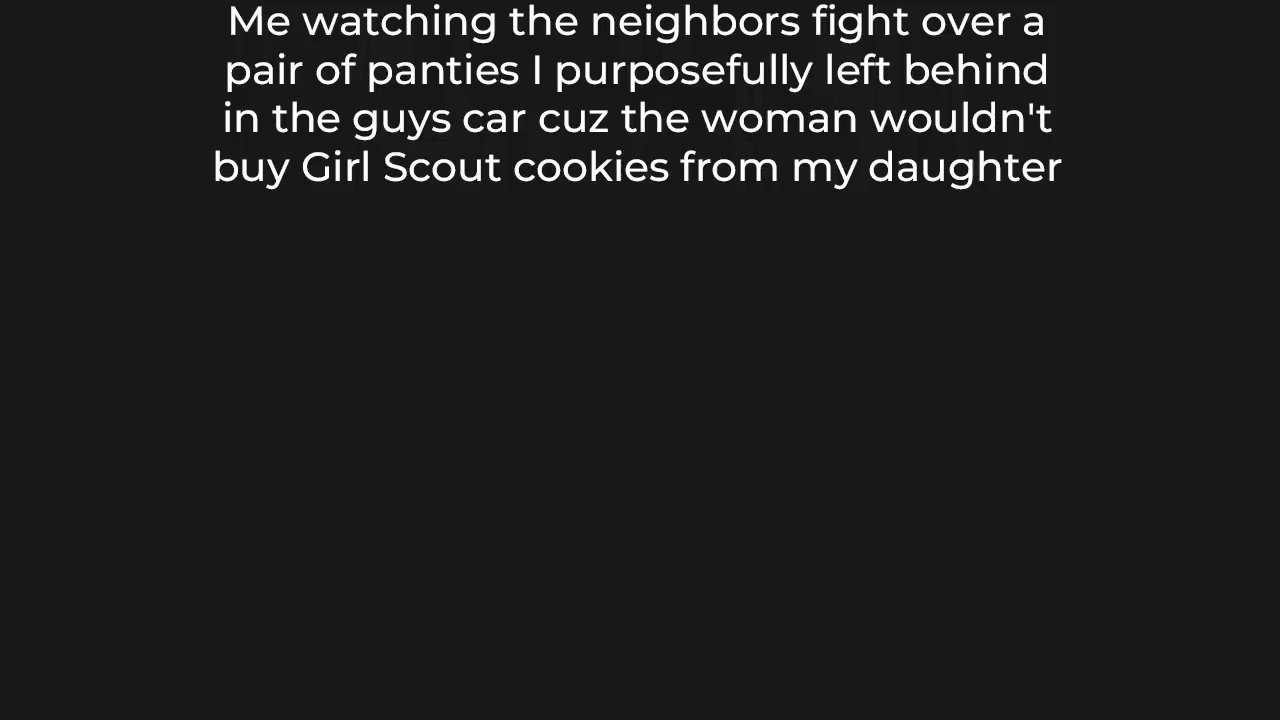 Me watching the neighbors fight over a
pair of panties I purposefully left behind
in the guys car cuz the woman wouldn't
buy Girl Scout cookies from my daughter